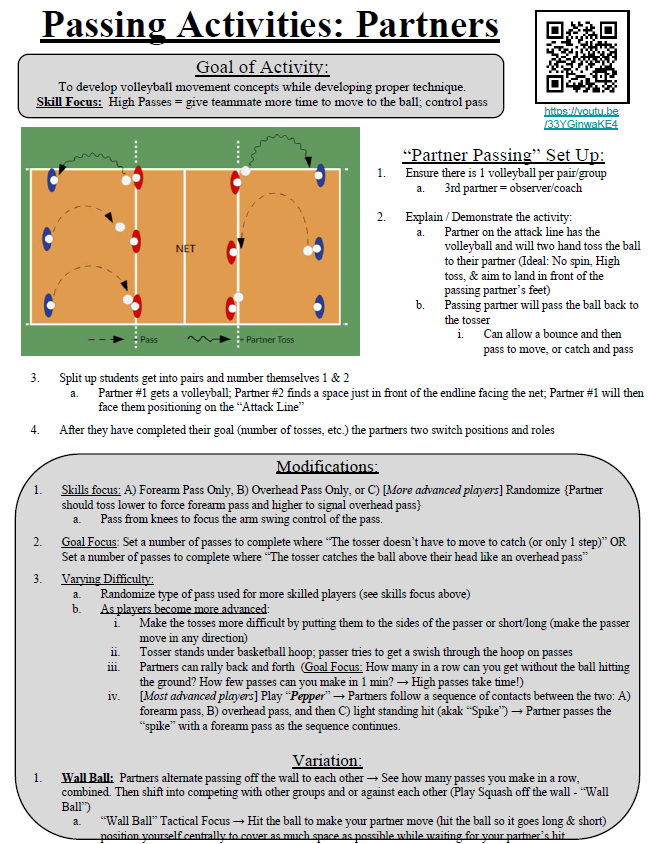 Passing Activities: Partners
Goal of Activity:
To develop volleyball movement concepts while developing proper technique.
Skill Focus: High Passes = give teammate more time to move to the ball; control pass
https://youtu.be
/33YGinwaKE4
NET
Pass
Partner Toss
“Partner Passing” Set Up:
1. Ensure there is 1 volleyball per pair/group
a. 3rd partner = observer/coach
2. Explain / Demonstrate the activity:
a. Partner on the attack line has the
volleyball and will two hand toss the ball
to their partner (Ideal: No spin, High
toss, & aim to land in front of the
passing partner’s feet)
b. Passing partner will pass the ball back to
the tosser
i. Can allow a bounce and then
pass to move, or catch and pass
3. Split up students get into pairs and number themselves 1 & 2
a. Partner #1 gets a volleyball; Partner #2 finds a space just in front of the endline facing the net; Partner #1 will then
face them positioning on the “Attack Line”
4. After they have completed their goal (number of tosses, etc.) the partners two switch positions and roles
Modifications:
1. Skills focus: A) Forearm Pass Only, B) Overhead Pass Only, or C) [More advanced players] Randomize {Partner
should toss lower to force forearm pass and higher to signal overhead pass}
a. Pass from knees to focus the arm swing control of the pass.
2. Goal Focus: Set a number of passes to complete where “The tosser doesn’t have to move to catch (or only 1 step)” OR
Set a number of passes to complete where “The tosser catches the ball above their head like an overhead pass”
3. Varying Difficulty:
a. Randomize type of pass used for more skilled players (see skills focus above)
b. As players become more advanced:
i. Make the tosses more difficult by putting them to the sides of the passer or short/long (make the passer
move in any direction)
ii. Tosser stands under basketball hoop; passer tries to get a swish through the hoop on passes
iii. Partners can rally back and forth (Goal Focus: How many in a row can you get without the ball hitting
the ground? How few passes can you make in 1 min? → High passes take time!)
iv. [Most advanced players] Play “Pepper” → Partners follow a sequence of contacts between the two: A)
forearm pass, B) overhead pass, and then C) light standing hit (akak “Spike”) → Partner passes the
“spike” with a forearm pass as the sequence continues.
Variation:
1. Wall Ball: Partners alternate passing off the wall to each other → See how many passes you make in a row,
combined. Then shift into competing with other groups and or against each other (Play Squash off the wall - “Wall
Ball”)
a. “Wall Ball” Tactical Focus → Hit the ball to make your partner move (hit the ball so it goes long & short)
position yourself centrally to cover as much space as possible while waiting for your partner’s hit